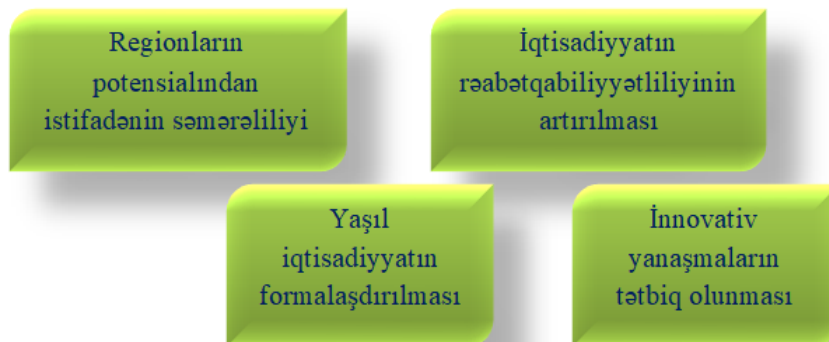 Regionların
potensialından
istifadənin səmərəliliyi
İqtisadiyyatın
rəabətqabiliyyətliliyinin
artırılması
Yaşıl
iqtisadiyyatın
formalaşdırılması
İnnovativ
yanaşmaların
tətbiq olunması